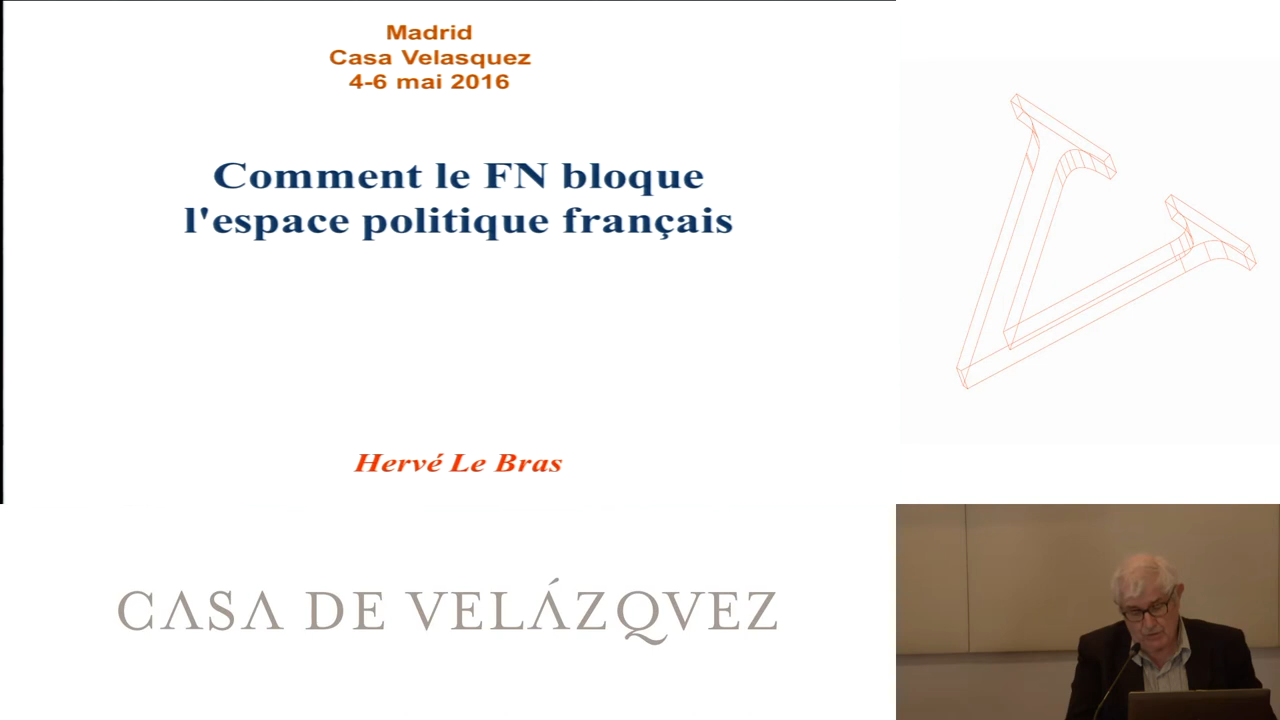 Madrid
Casa Velasquez
4-6 mai 2016
Comment le FN bloque
l'espace politique français
Hervé Le Bras
CASA DE VELÁZQVEZ